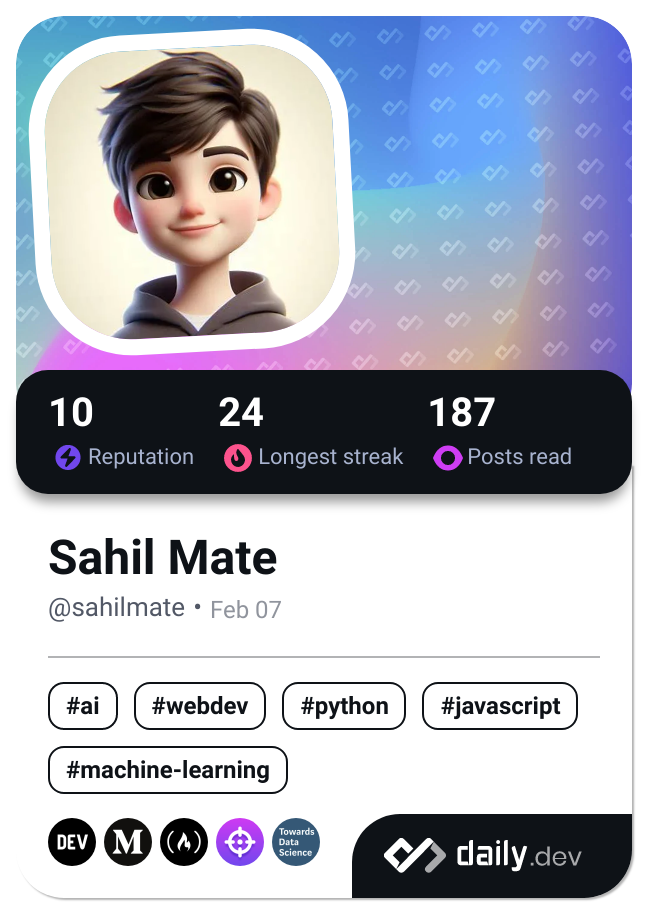 10 24 187
Reputation Longest streak Posts read
Sahil Mate
@sahilmate • Feb 07
#ai #webdev #python #javascript
#machine-learning
DEV M Towards Data Science
daily.dev